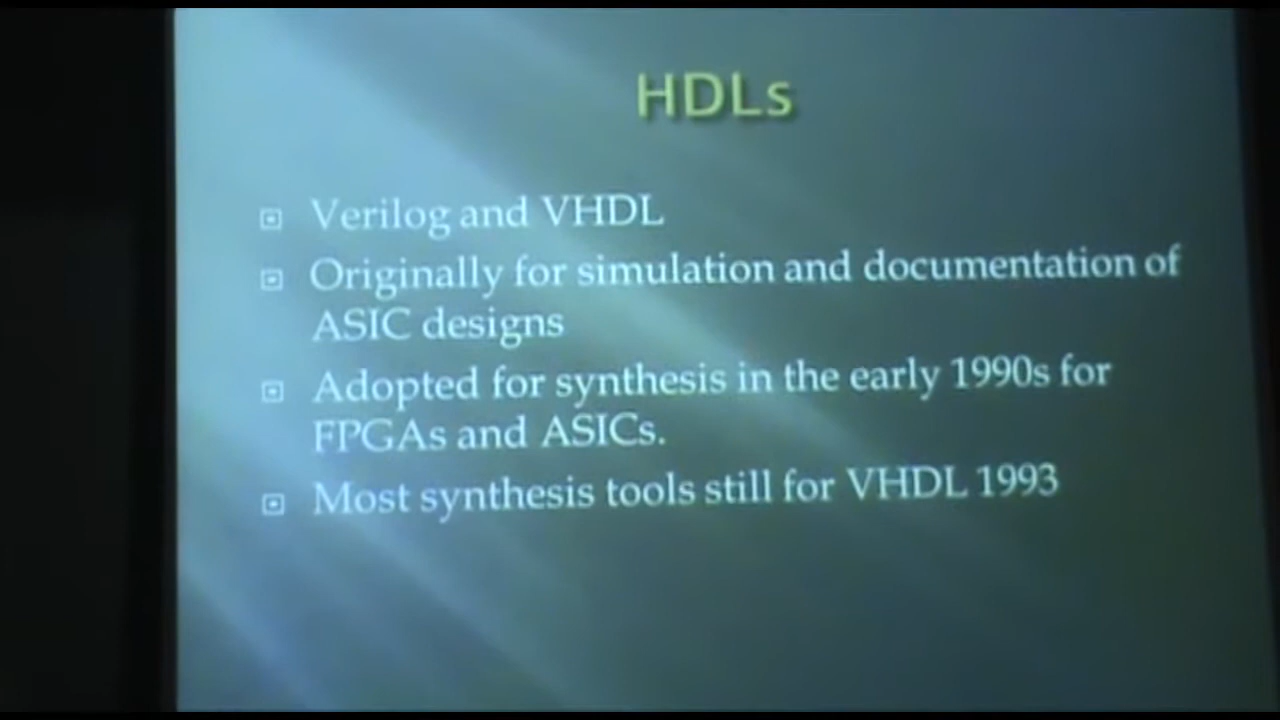 HDLs
Verilog and VHDL
Originally for simulation and documentation of
ASIC designs
Adopted for synthesis in the early 1990s for
FPGAs and ASICs.
Most synthesis tools still for VHDL 1993